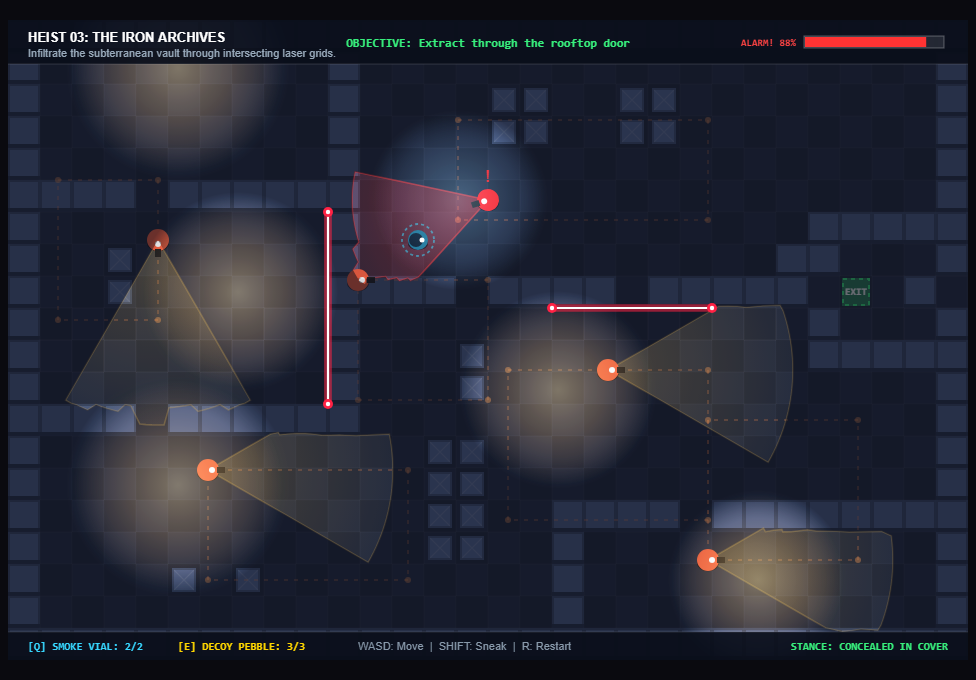 HEIST 03: THE IRON ARCHIVES
Infiltrate the subterranean vault through intersecting laser grids.
OBJECTIVE: Extract through the rooftop door
ALARM! 88%
!
EXIT
[Q] SMOKE VIAL: 2/2
[E] DECOY PEBBLE: 3/3
WASD: Move | SHIFT: Sneak | R: Restart
STANCE: CONCEALED IN COVER